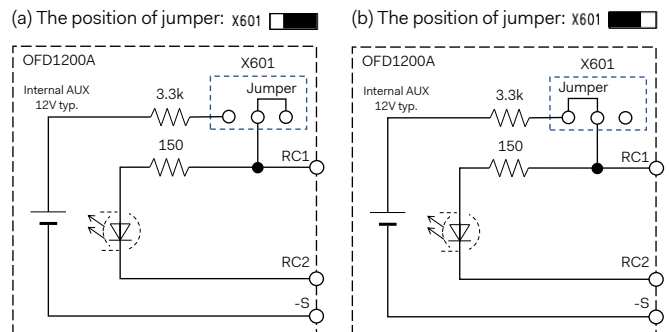 (a) The position of jumper: X601
(b) The position of jumper: X601
OFD1200A
X601
Internal AUX
12V typ.
3.3k
Jumper
150
RC1
RC2
-S
OFD1200A
X601
Internal AUX
12V typ.
3.3k
Jumper
150
RC1
RC2
-S